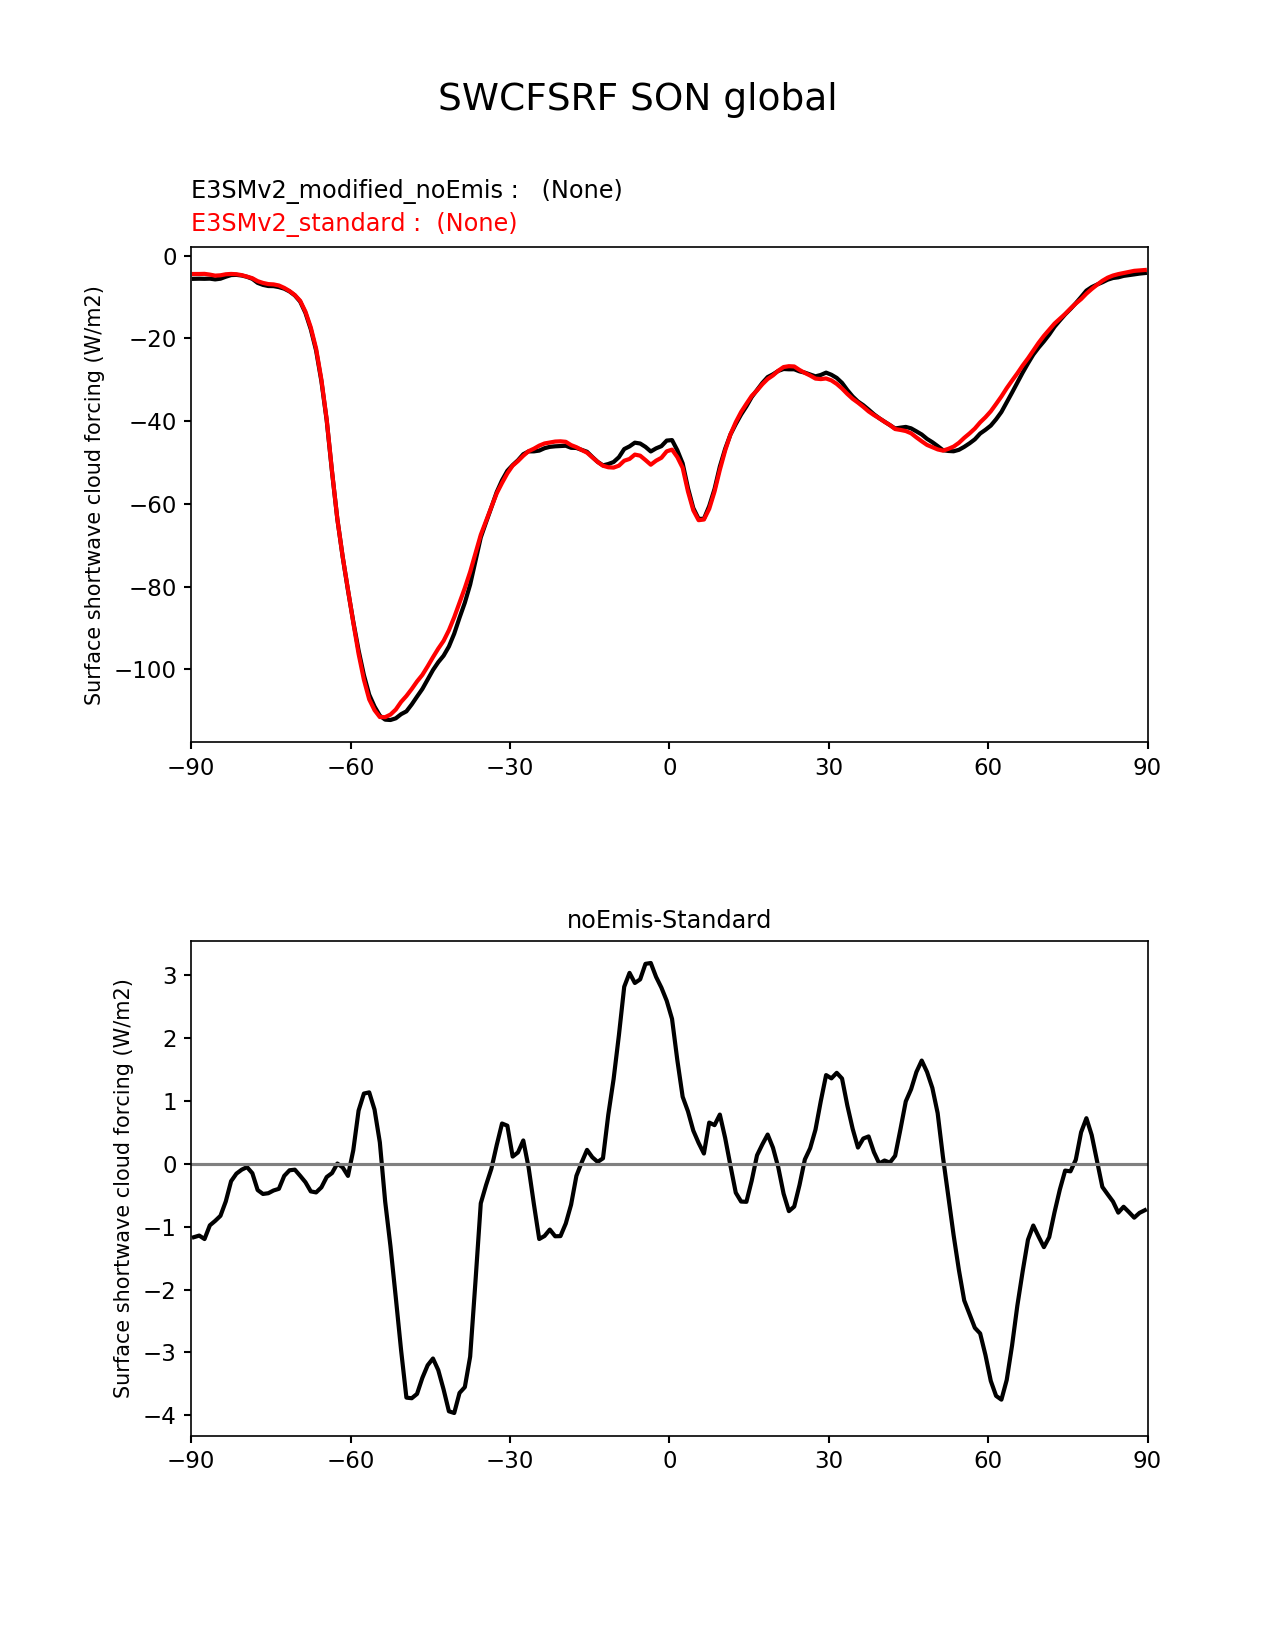 SWCFSRF SON global
E3SMv2_modified_noEmis :   (None)
E3SMv2_standard :  (None)
Surface shortwave cloud forcing (W/m2)
0
−20
−40
−60
−80
−100
−90 −60 −30 0 30 60 90
noEmis-Standard
Surface shortwave cloud forcing (W/m2)
3
2
1
0
−1
−2
−3
−4
−90 −60 −30 0 30 60 90